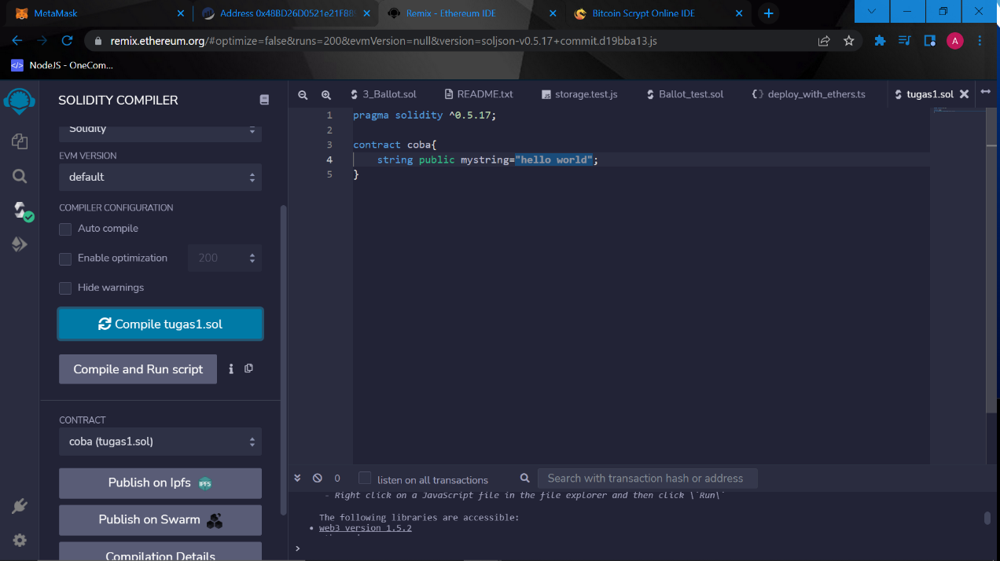 MetaMask
Address 0x48BD26D0521e21F88
Remix - Ethereum IDE
Bitcoin Scrypt Online IDE
remix.ethereum.org/#optimize=false&runs=200&evmVersion=null&version=soljson-v0.5.17+commit.d19bba13.js
A
NodeJS - OneCom...
SOLIDITY COMPILER
Solidity
EVM VERSION
default
COMPILER CONFIGURATION
Auto compile
Enable optimization
200
Hide warnings
Compile tugas1.sol
Compile and Run script
CONTRACT
coba (tugas1.sol)
Publish on Ipfs
IPFS
Publish on Swarm
Compilation Details
3_Ballot.sol
README.txt
storage.test.js
Ballot_test.sol
deploy_with_ethers.ts
tugas1.sol
1 pragma solidity ^0.5.17;
2
3 contract coba{
4 string public mystring="hello world";
5 }
0
listen on all transactions
Search with transaction hash or address
- Right click on a JavaScript file in the file explorer and then click \`Run\`
The following libraries are accessible:
• web3 version 1.5.2
>